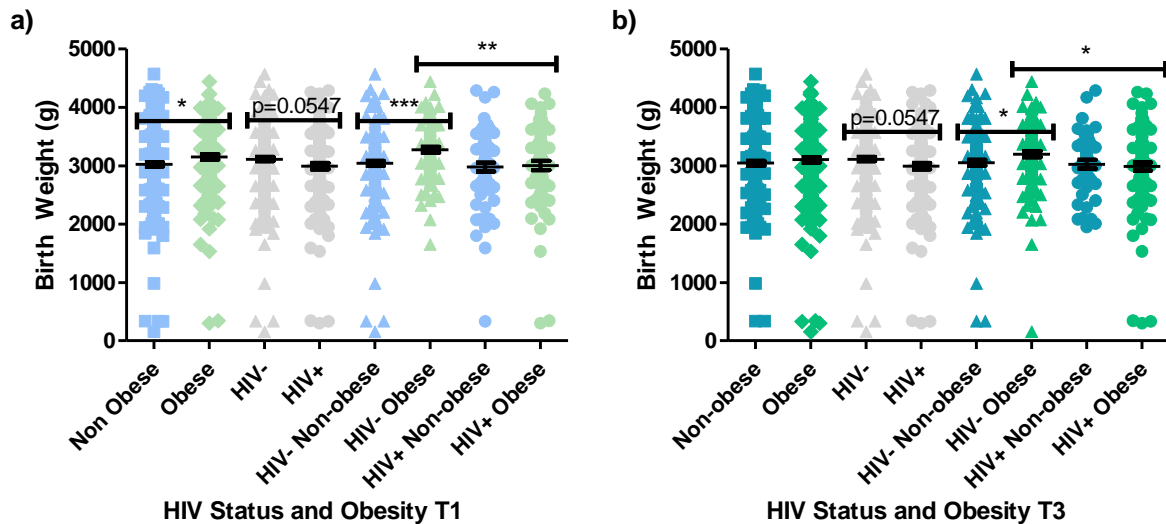 a)
**
*
p=0.0547
***
5000
4000
3000
2000
1000
0
Birth Weight (g)
Non Obese
Obese
HIV-
HIV+
HIV- Non-obese
HIV- Obese
HIV+ Non-obese
HIV+ Obese
HIV Status and Obesity T1
b)
*
p=0.0547
*
5000
4000
3000
2000
1000
0
Birth Weight (g)
Non-obese
Obese
HIV-
HIV+
HIV- Non-obese
HIV- Obese
HIV+ Non-obese
HIV+ Obese
HIV Status and Obesity T3